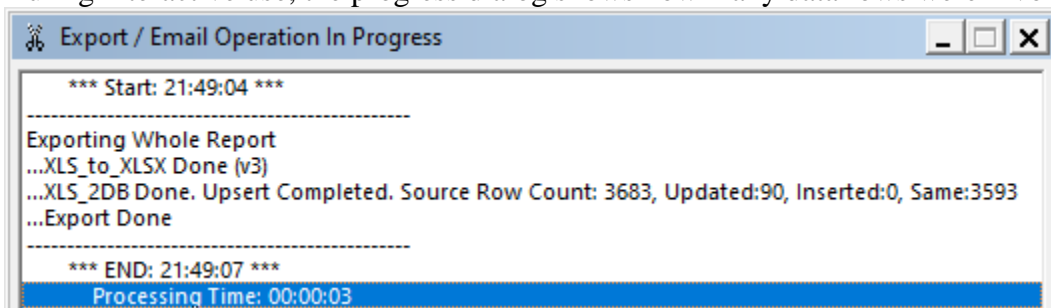 Export / Email Operation In Progress
*** Start: 21:49:04 ***
------------------------------------------------
Exporting Whole Report
...XLS_to_XLSX Done (v3)
...XLS_2DB Done. Upsert Completed. Source Row Count: 3683, Updated:90, Inserted:0, Same:3593
...Export Done
------------------------------------------------
*** END: 21:49:07 ***
Processing Time: 00:00:03